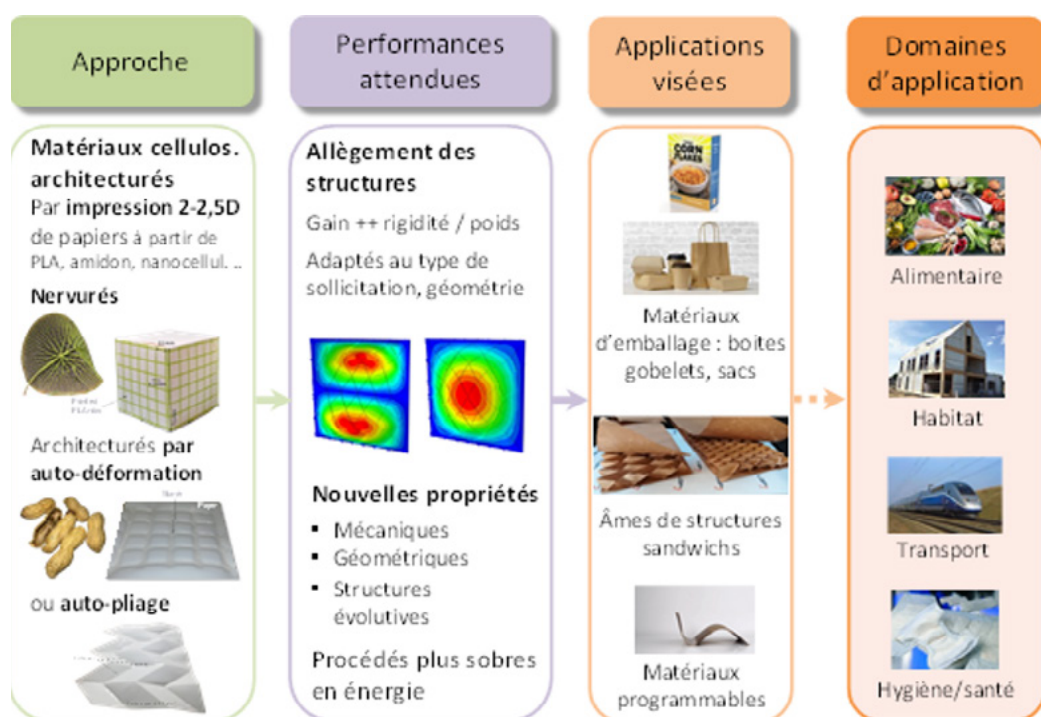 Approche
Matériaux cellulos.
architecturés
Par impression 2-2,5D
de papiers à partir de
PLA, amidon, nanocellul. ..
Nervurés
Architecturés par
auto-déformation
ou auto-pliage
Performances
attendues
Allègement des
structures
Gain ++ rigidité / poids
Adaptés au type de
sollicitation, géométrie
Nouvelles propriétés
▪ Mécaniques
▪ Géométriques
▪ Structures
évolutives
Procédés plus sobres
en énergie
Applications
visées
CORN
FLAKES
Matériaux
d'emballage : boites
gobelets, sacs
Âmes de structures
sandwichs
Matériaux
programmables
Domaines
d'application
Alimentaire
Habitat
Transport
Hygiène/santé